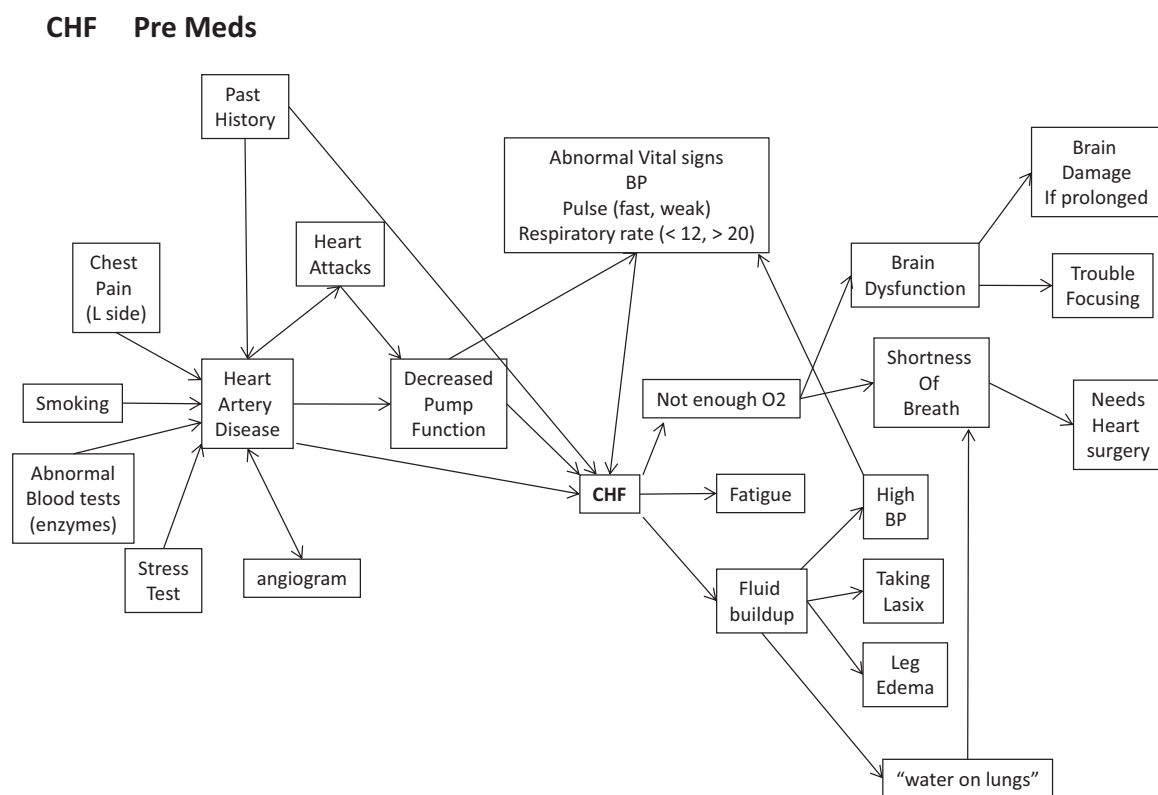 CHF Pre Meds
Past
History
Abnormal Vital signs
BP
Pulse (fast, weak)
Respiratory rate (< 12, > 20)
Brain
Damage
If prolonged
Heart
Attacks
Chest
Pain
(L side)
Brain
Dysfunction
Trouble
Focusing
Smoking
Heart
Artery
Disease
Decreased
Pump
Function
Not enough O2
Shortness
Of
Breath
Needs
Heart
surgery
Abnormal
Blood tests
(enzymes)
CHF
Fatigue
High
BP
Stress
Test
angiogram
Fluid
buildup
Taking
Lasix
Leg
Edema
“water on lungs”